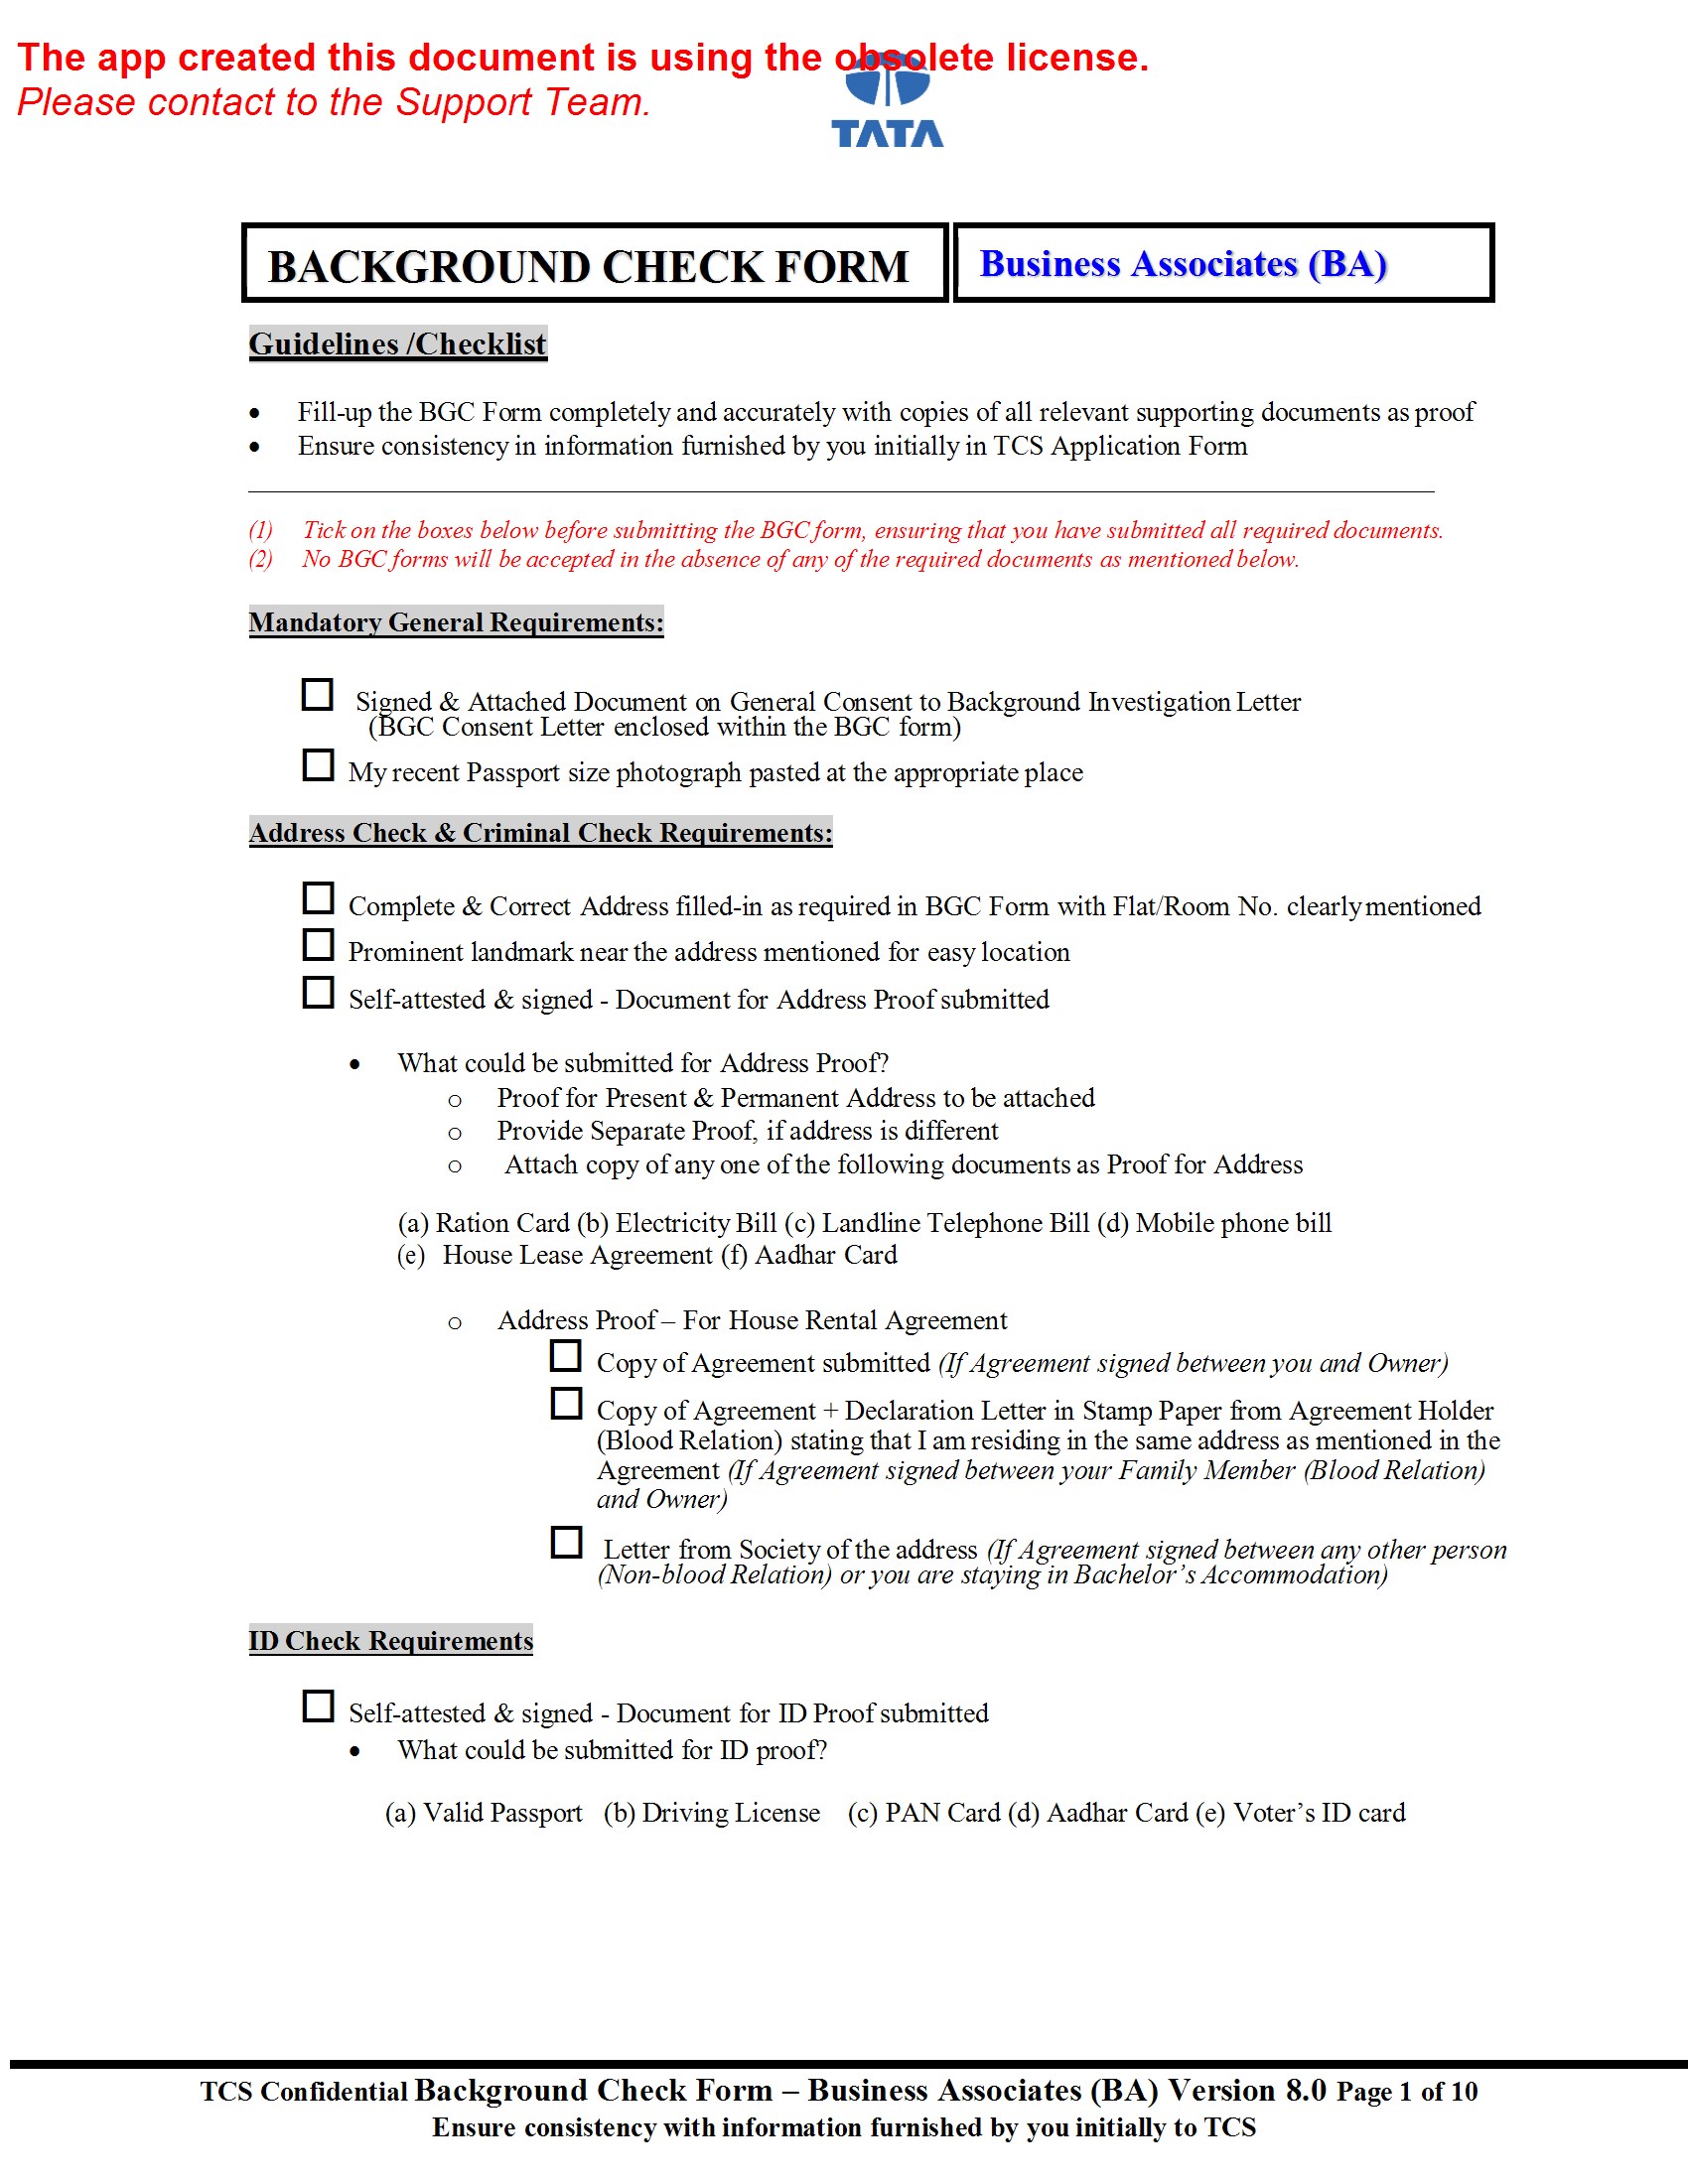 The app created this document is using the obsolete license.
Please contact to the Support Team.
TATA
BACKGROUND CHECK FORM
Business Associates (BA)
Guidelines /Checklist
• Fill-up the BGC Form completely and accurately with copies of all relevant supporting documents as proof
• Ensure consistency in information furnished by you initially in TCS Application Form
(1) Tick on the boxes below before submitting the BGC form, ensuring that you have submitted all required documents.
(2) No BGC forms will be accepted in the absence of any of the required documents as mentioned below.
Mandatory General Requirements:
☐ Signed & Attached Document on General Consent to Background Investigation Letter
(BGC Consent Letter enclosed within the BGC form)
☐ My recent Passport size photograph pasted at the appropriate place
Address Check & Criminal Check Requirements:
☐ Complete & Correct Address filled-in as required in BGC Form with Flat/Room No. clearly mentioned
☐ Prominent landmark near the address mentioned for easy location
☐ Self-attested & signed - Document for Address Proof submitted
• What could be submitted for Address Proof?
o Proof for Present & Permanent Address to be attached
o Provide Separate Proof, if address is different
o Attach copy of any one of the following documents as Proof for Address
(a) Ration Card (b) Electricity Bill (c) Landline Telephone Bill (d) Mobile phone bill
(e) House Lease Agreement (f) Aadhar Card
o Address Proof – For House Rental Agreement
☐ Copy of Agreement submitted (If Agreement signed between you and Owner)
☐ Copy of Agreement + Declaration Letter in Stamp Paper from Agreement Holder
(Blood Relation) stating that I am residing in the same address as mentioned in the
Agreement (If Agreement signed between your Family Member (Blood Relation)
and Owner)
☐ Letter from Society of the address (If Agreement signed between any other person
(Non-blood Relation) or you are staying in Bachelor’s Accommodation)
ID Check Requirements
☐ Self-attested & signed - Document for ID Proof submitted
• What could be submitted for ID proof?
(a) Valid Passport (b) Driving License (c) PAN Card (d) Aadhar Card (e) Voter’s ID card
TCS Confidential Background Check Form – Business Associates (BA) Version 8.0 Page 1 of 10
Ensure consistency with information furnished by you initially to TCS